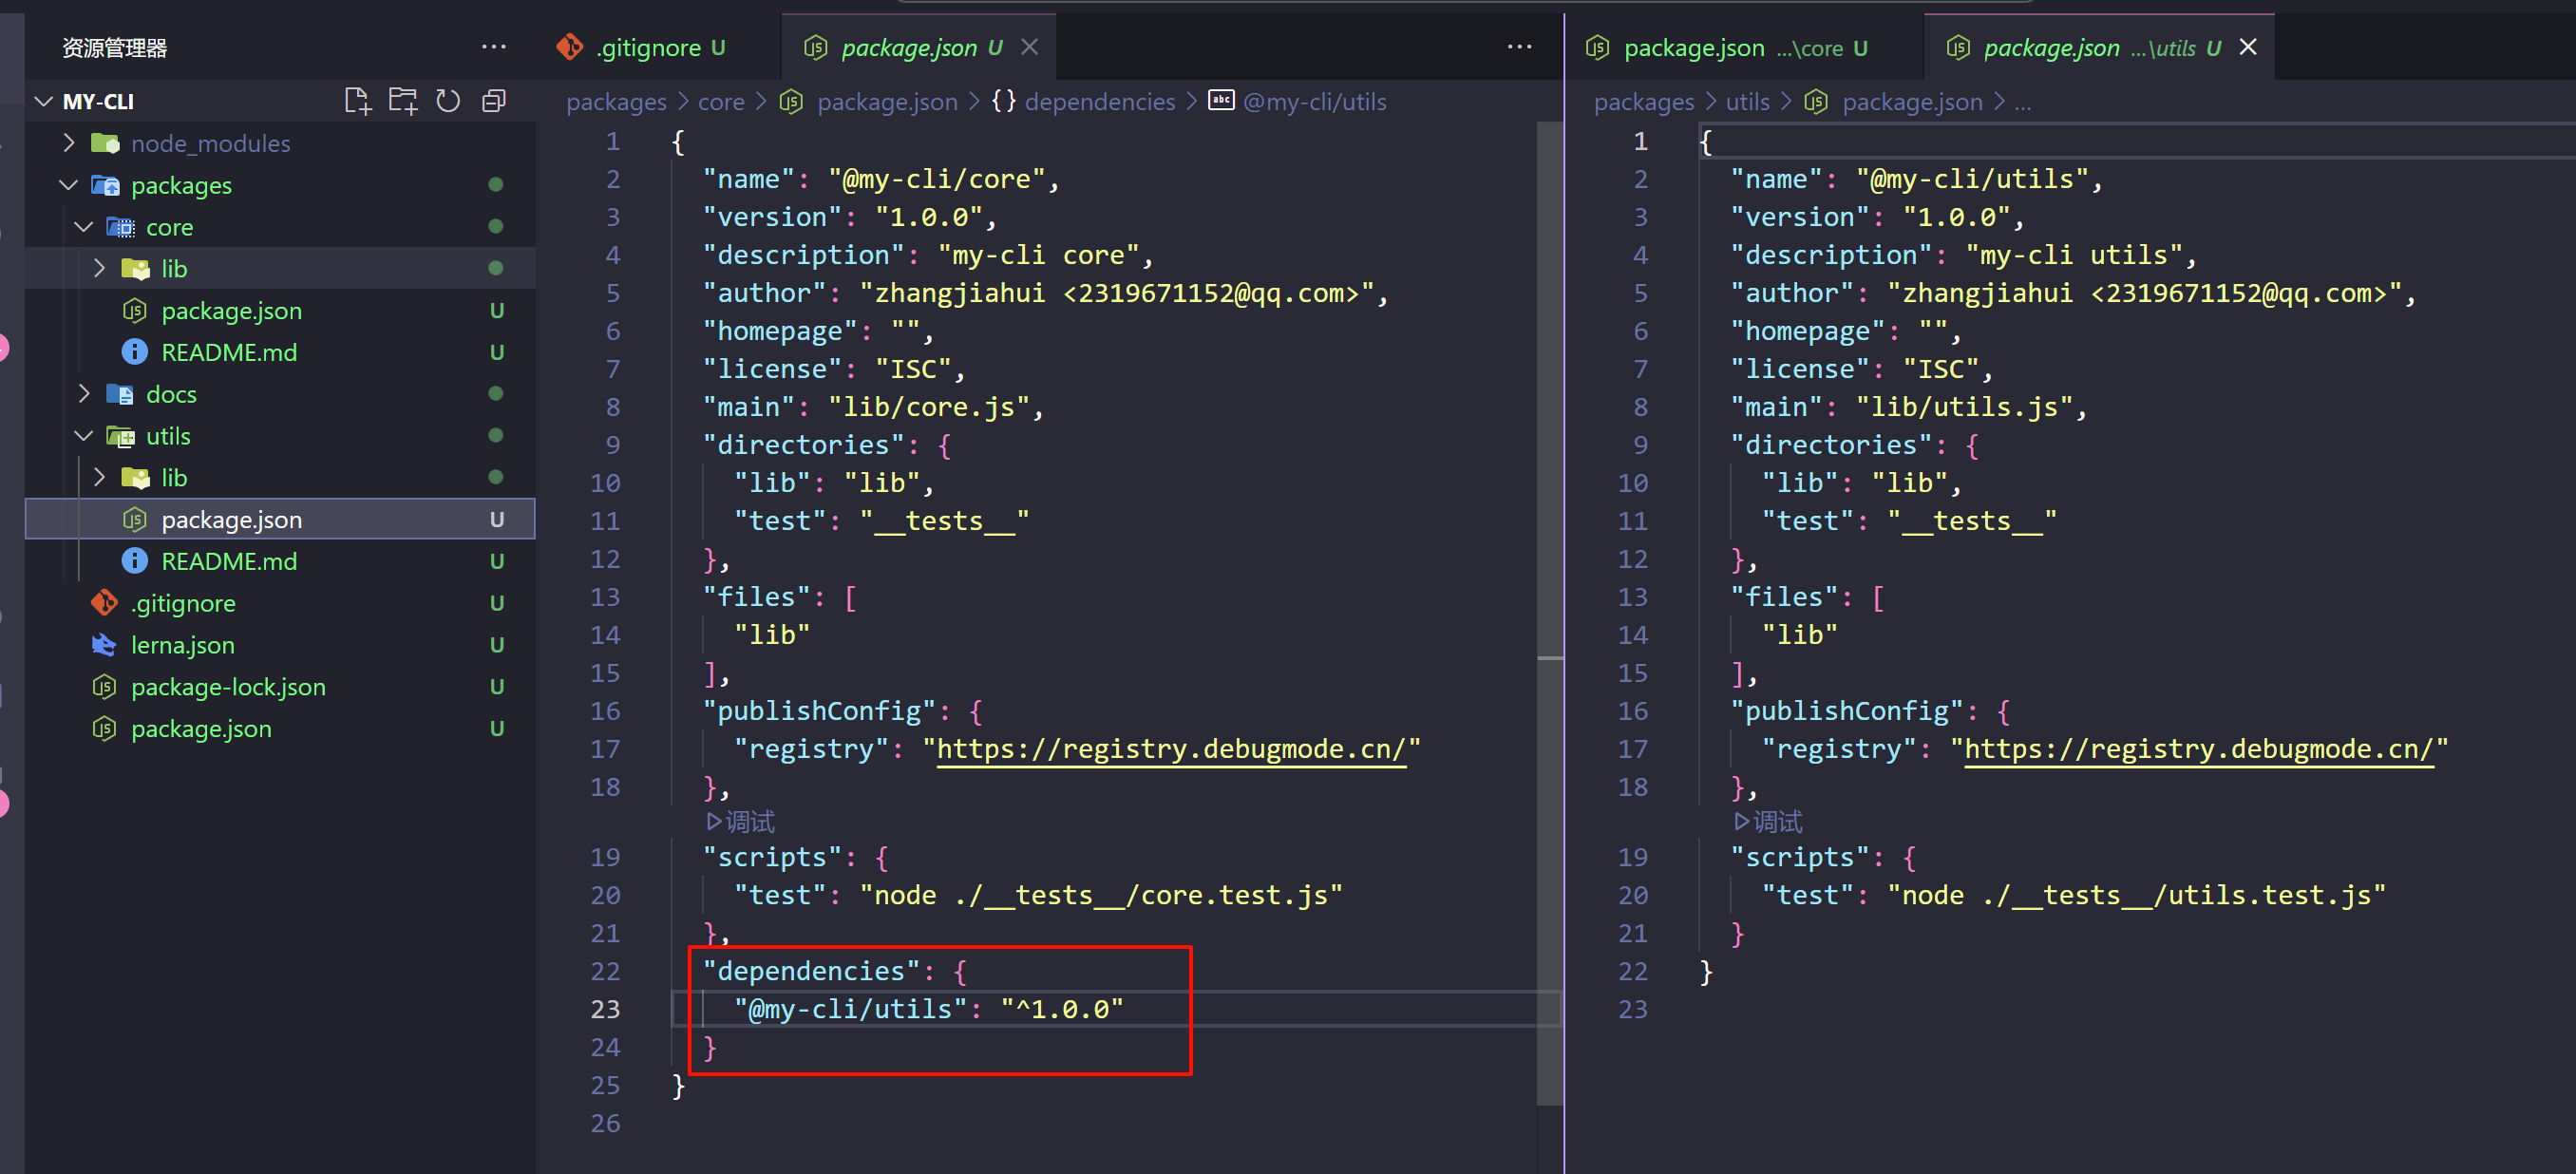 资源管理器
···
MY-CLI
node_modules
packages
core
lib
package.json U
README.md U
docs
utils
lib
package.json U
README.md U
.gitignore U
lerna.json U
package-lock.json U
package.json U
.gitignore U
package.json U
···
packages > core > package.json > {} dependencies > abc @my-cli/utils
1 {
2 "name": "@my-cli/core",
3 "version": "1.0.0",
4 "description": "my-cli core",
5 "author": "zhangjiahui <2319671152@qq.com>",
6 "homepage": "",
7 "license": "ISC",
8 "main": "lib/core.js",
9 "directories": {
10 "lib": "lib",
11 "test": "__tests__"
12 },
13 "files": [
14 "lib"
15 ],
16 "publishConfig": {
17 "registry": "https://registry.debugmode.cn/"
18 },
调试
19 "scripts": {
20 "test": "node ./__tests__/core.test.js"
21 },
22 "dependencies": {
23 "@my-cli/utils": "^1.0.0"
24 }
25 }
26
package.json ...\core U
package.json ...\utils U
packages > utils > package.json > ...
1 {
2 "name": "@my-cli/utils",
3 "version": "1.0.0",
4 "description": "my-cli utils",
5 "author": "zhangjiahui <2319671152@qq.com>",
6 "homepage": "",
7 "license": "ISC",
8 "main": "lib/utils.js",
9 "directories": {
10 "lib": "lib",
11 "test": "__tests__"
12 },
13 "files": [
14 "lib"
15 ],
16 "publishConfig": {
17 "registry": "https://registry.debugmode.cn/"
18 },
调试
19 "scripts": {
20 "test": "node ./__tests__/utils.test.js"
21 }
22 }
23